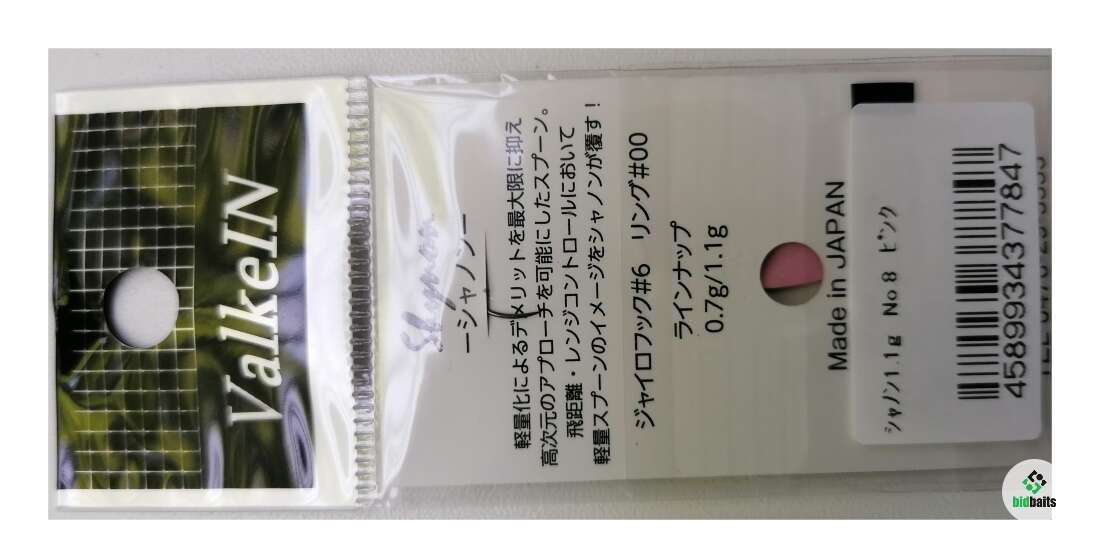 ValkeIN
Shynon
ーシャノンー
軽量化によるデメリットを最大限に抑え
高次元のアプローチを可能にしたスプーン。
飛距離・レンジコントロールにおいて
軽量スプーンのイメージをシャノンが覆す！
ジャイロフック#6 リング#00
ラインナップ
0.7g/1.1g
Made in JAPAN
シャノン1.1g No8 ピンク
4589934377847
bidbaits